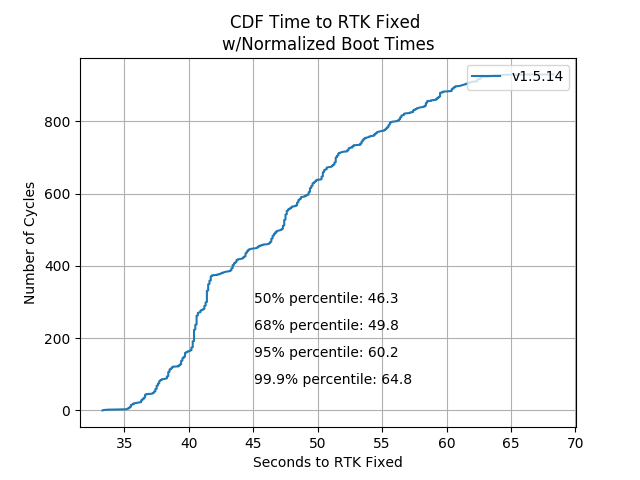 CDF Time to RTK Fixed
w/Normalized Boot Times
v1.5.14
Number of Cycles
800
600
400
200
0
50% percentile: 46.3
68% percentile: 49.8
95% percentile: 60.2
99.9% percentile: 64.8
35 40 45 50 55 60 65 70
Seconds to RTK Fixed